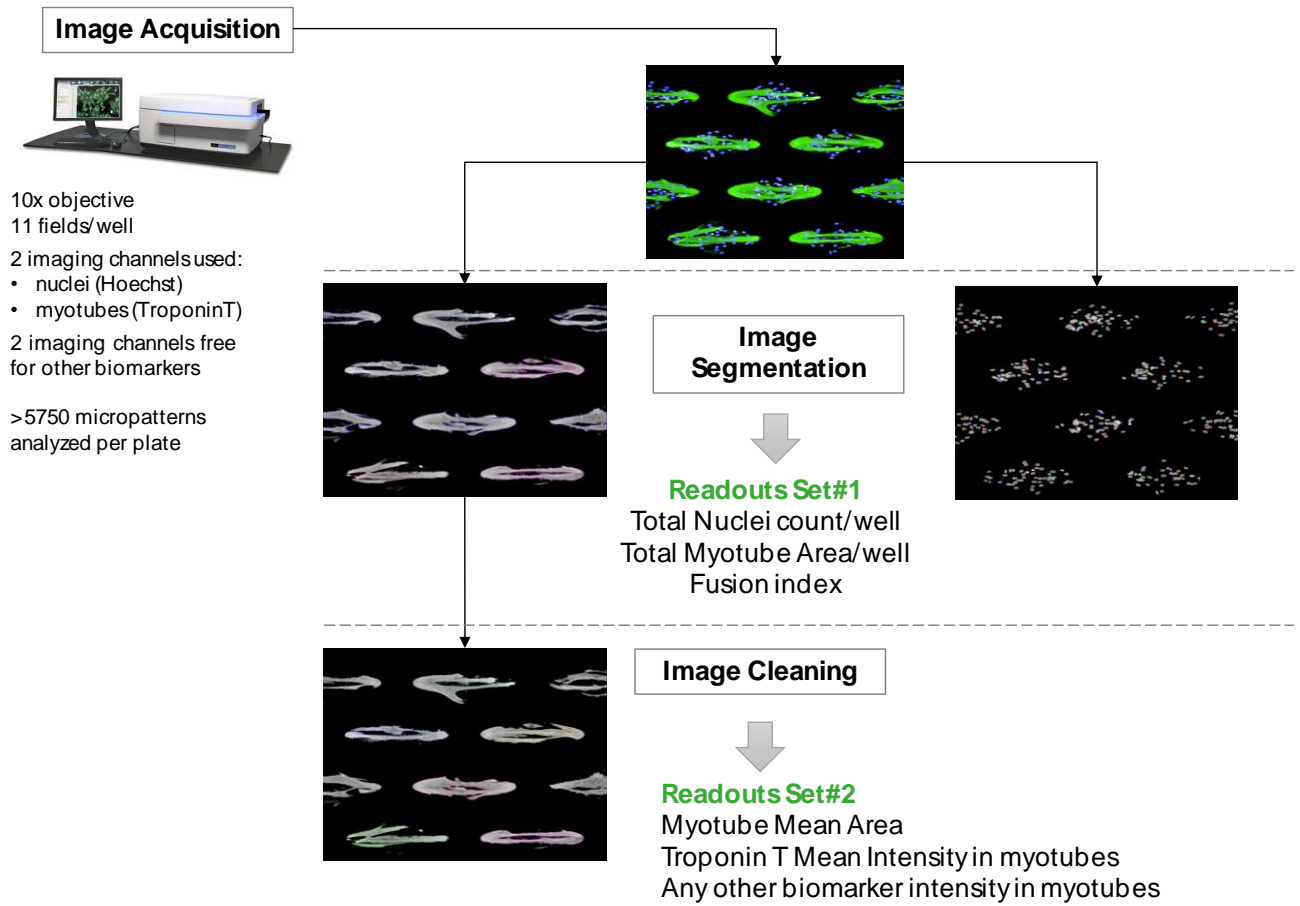 Image Acquisition
10x objective
11 fields/well
2 imaging channels used:
• nuclei (Hoechst)
• myotubes (TroponinT)
2 imaging channels free
for other biomarkers
>5750 micropatterns
analyzed per plate
Image
Segmentation
Readouts Set#1
Total Nuclei count/well
Total Myotube Area/well
Fusion index
Image Cleaning
Readouts Set#2
Myotube Mean Area
Troponin T Mean Intensity in myotubes
Any other biomarker intensity in myotubes